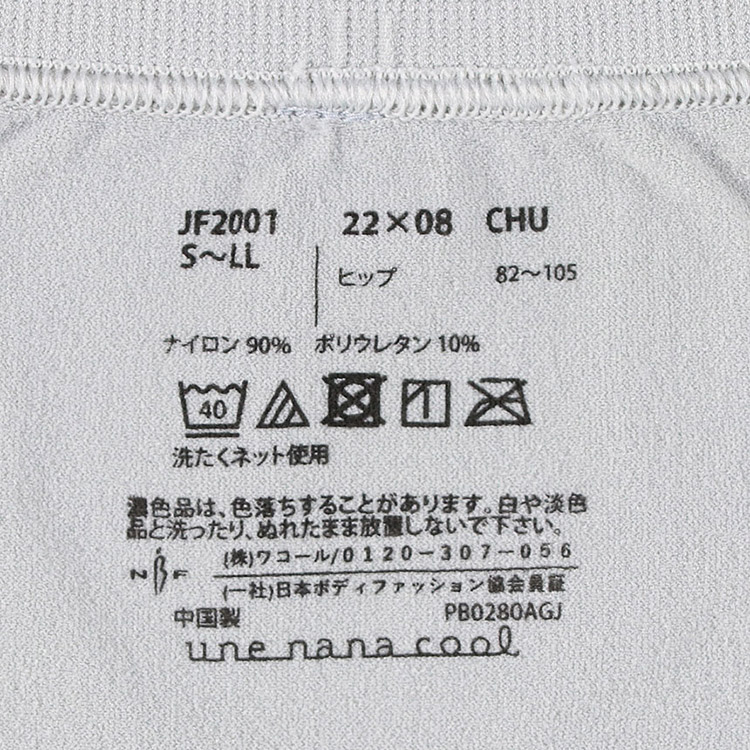 JF2001 22×08 CHU
S〜LL ヒップ 82〜105
ナイロン 90% ポリウレタン 10%
40
洗たくネット使用
濃色品は、色落ちすることがあります。白や淡色
品と洗ったり、ぬれたまま放置しないで下さい。
NBF (株)ワコール/0120-307-056
(一社)日本ボディファッション協会員証
中国製 PB0280AGJ
une nana cool